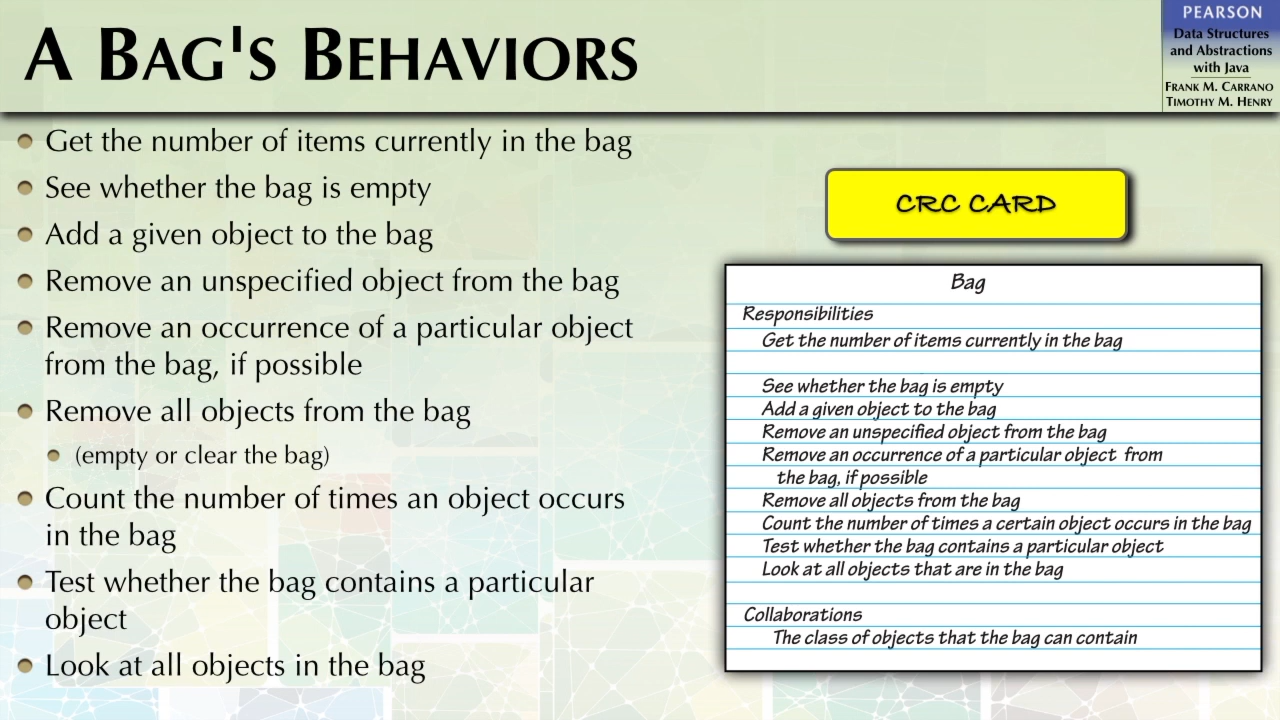 A Bag's Behaviors
PEARSON
Data Structures
and Abstractions
with Java
Frank M. Carrano
Timothy M. Henry
Get the number of items currently in the bag
See whether the bag is empty
Add a given object to the bag
Remove an unspecified object from the bag
Remove an occurrence of a particular object
from the bag, if possible
Remove all objects from the bag
(empty or clear the bag)
Count the number of times an object occurs
in the bag
Test whether the bag contains a particular
object
Look at all objects in the bag
CRC CARD
Bag
Responsibilities
Get the number of items currently in the bag
See whether the bag is empty
Add a given object to the bag
Remove an unspecified object from the bag
Remove an occurrence of a particular object from
the bag, if possible
Remove all objects from the bag
Count the number of times a certain object occurs in the bag
Test whether the bag contains a particular object
Look at all objects that are in the bag
Collaborations
The class of objects that the bag can contain